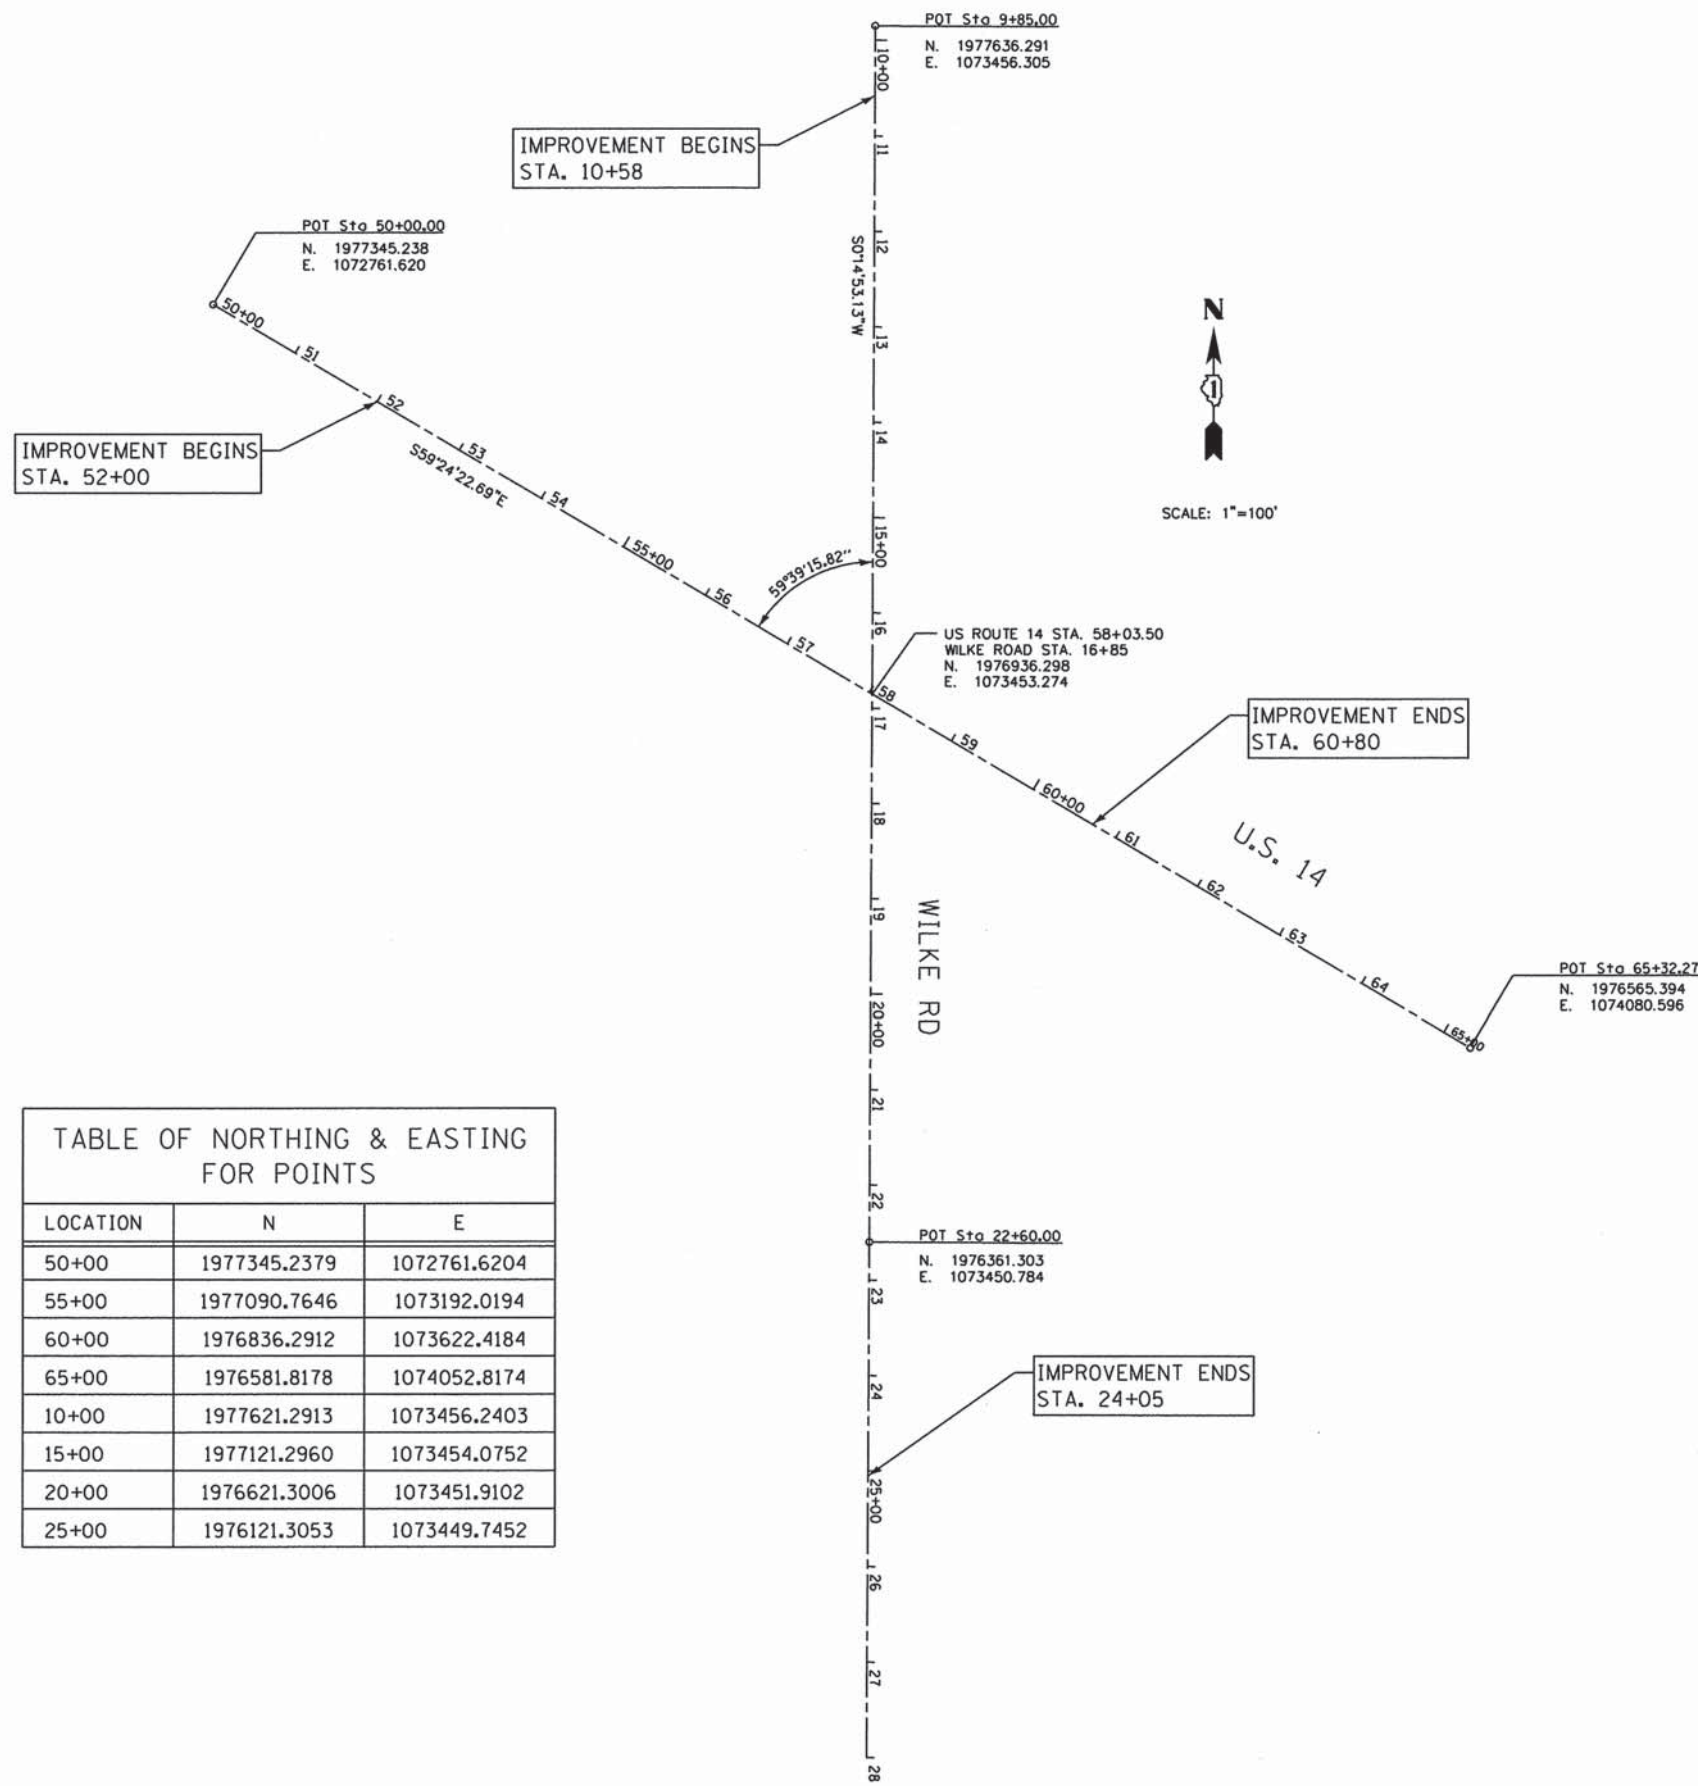 POT Sta 9+85.00
N. 1977636.291
E. 1073456.305
10+00
IMPROVEMENT BEGINS
STA. 10+58
11
POT Sta 50+00.00
N. 1977345.238
E. 1072761.620
12
S0°14'53.13"W
13
50+00
51
52
53
54
55+00
56
57
N
1
SCALE: 1"=100'
IMPROVEMENT BEGINS
STA. 52+00
S59°24'22.69"E
14
15+00
59°39'15.82"
16
US ROUTE 14 STA. 58+03.50
WILKE ROAD STA. 16+85
N. 1976936.298
E. 1073453.274
58
17
59
60+00
61
62
63
64
65+00
IMPROVEMENT ENDS
STA. 60+80
U.S. 14
18
19
WILKE RD
20+00
POT Sta 65+32.27
N. 1976565.394
E. 1074080.596
21
22
POT Sta 22+60.00
N. 1976361.303
E. 1073450.784
23
24
IMPROVEMENT ENDS
STA. 24+05
25+00
26
27
28
TABLE OF NORTHING & EASTING
FOR POINTS
LOCATION N E
50+00 1977345.2379 1072761.6204
55+00 1977090.7646 1073192.0194
60+00 1976836.2912 1073622.4184
65+00 1976581.8178 1074052.8174
10+00 1977621.2913 1073456.2403
15+00 1977121.2960 1073454.0752
20+00 1976621.3006 1073451.9102
25+00 1976121.3053 1073449.7452